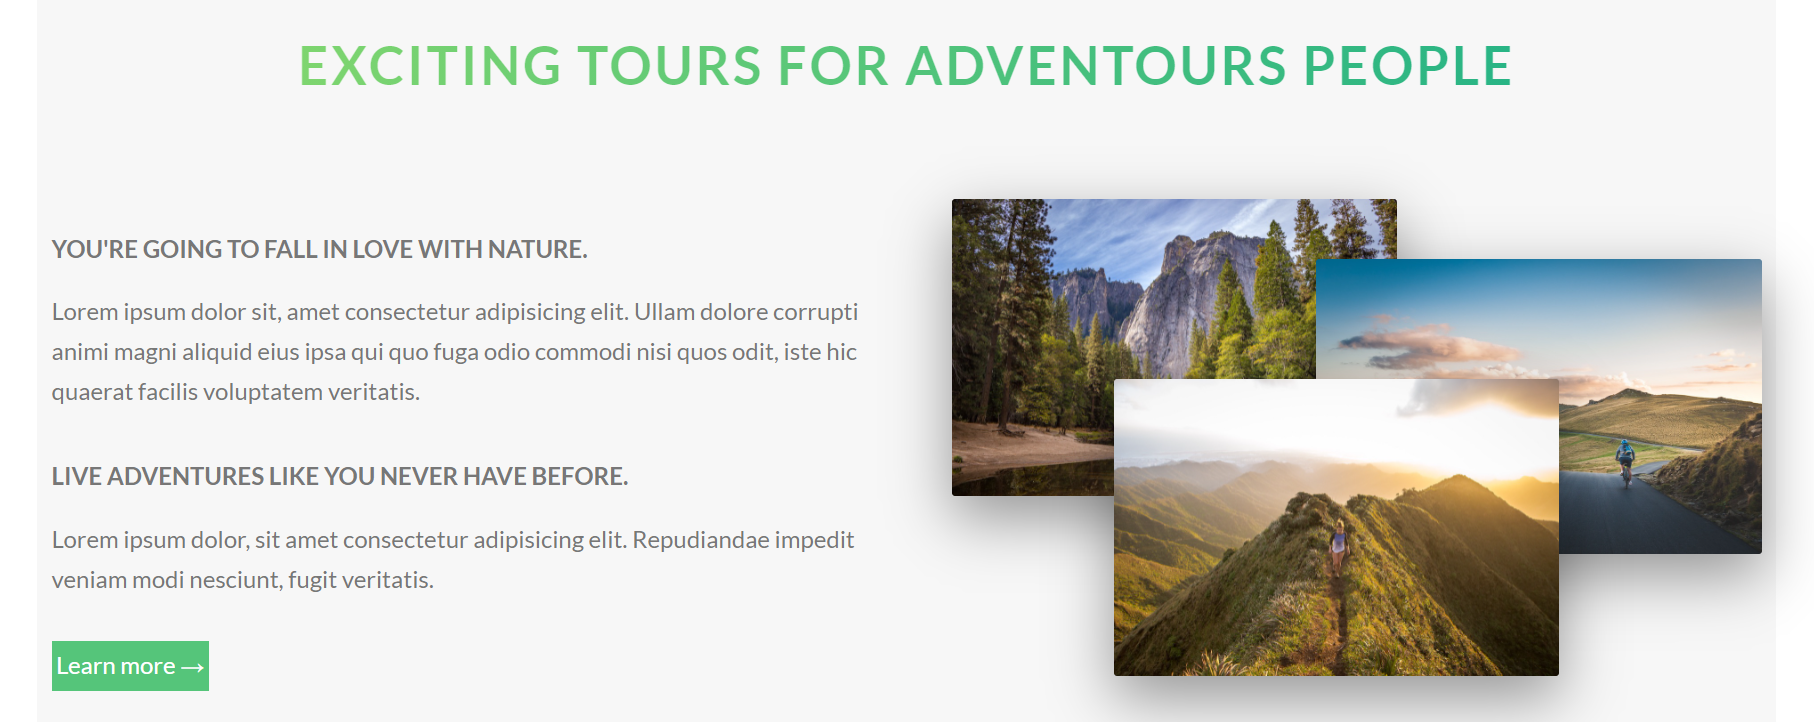 EXCITING TOURS FOR ADVENTOURS PEOPLE
YOU'RE GOING TO FALL IN LOVE WITH NATURE.
Lorem ipsum dolor sit, amet consectetur adipisicing elit. Ullam dolore corrupti
animi magni aliquid eius ipsa qui quo fuga odio commodi nisi quos odit, iste hic
quaerat facilis voluptatem veritatis.
LIVE ADVENTURES LIKE YOU NEVER HAVE BEFORE.
Lorem ipsum dolor, sit amet consectetur adipisicing elit. Repudiandae impedit
veniam modi nesciunt, fugit veritatis.
Learn more →